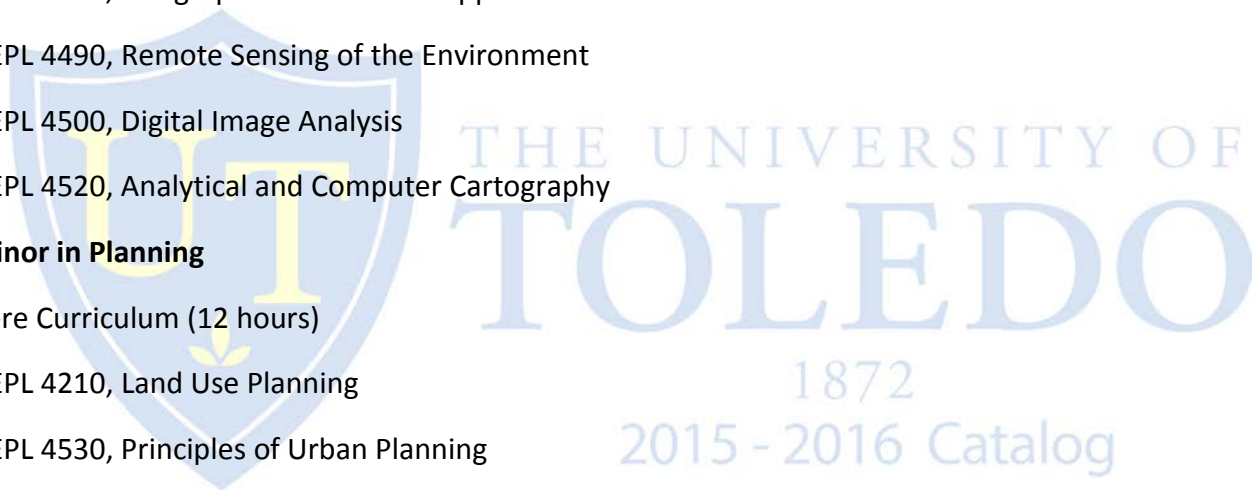 EPL 4490, Remote Sensing of the Environment
EPL 4500, Digital Image Analysis
EPL 4520, Analytical and Computer Cartography
inor in Planning
re Curriculum (12 hours)
EPL 4210, Land Use Planning
EPL 4530, Principles of Urban Planning
UT
THE UNIVERSITY OF
TOLEDO
1872
2015 - 2016 Catalog